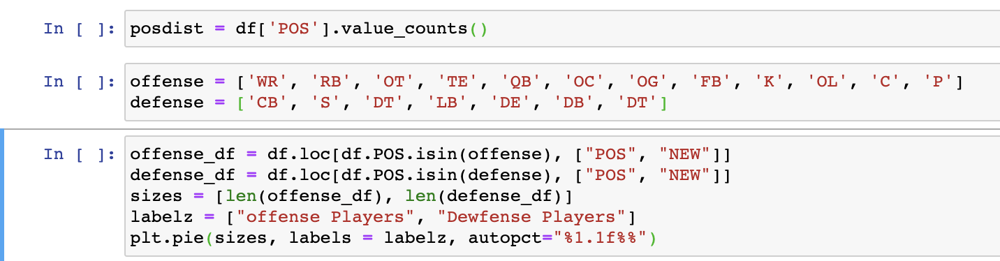 In [ ]: posdist = df['POS'].value_counts()
In [ ]: offense = ['WR', 'RB', 'OT', 'TE', 'QB', 'OC', 'OG', 'FB', 'K', 'OL', 'C', 'P']
defense = ['CB', 'S', 'DT', 'LB', 'DE', 'DB', 'DT']
In [ ]: offense_df = df.loc[df.POS.isin(offense), ["POS", "NEW"]]
defense_df = df.loc[df.POS.isin(defense), ["POS", "NEW"]]
sizes = [len(offense_df), len(defense_df)]
labelz = ["offense Players", "Dewfense Players"]
plt.pie(sizes, labels = labelz, autopct="%1.1f%%")